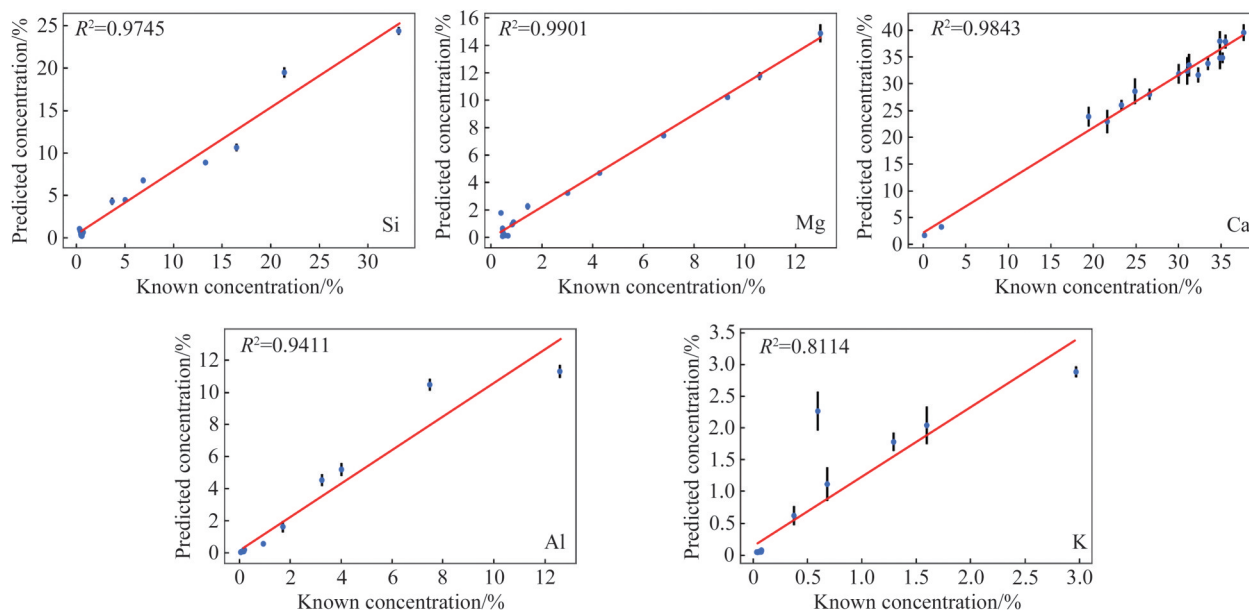 R²=0.9745
25
20
15
10
5
0
Predicted concentration/%
Si
0 5 10 15 20 25 30
Known concentration/%
R²=0.9901
16
14
12
10
8
6
4
2
0
Predicted concentration/%
Mg
0 2 4 6 8 10 12
Known concentration/%
R²=0.9843
40
35
30
25
20
15
10
5
0
Predicted concentration/%
Ca
0 5 10 15 20 25 30 35
Known concentration/%
R²=0.9411
12
10
8
6
4
2
0
Predicted concentration/%
Al
0 2 4 6 8 10 12
Known concentration/%
R²=0.8114
3.5
3.0
2.5
2.0
1.5
1.0
0.5
0
Predicted concentration/%
K
0 0.5 1.0 1.5 2.0 2.5 3.0
Known concentration/%